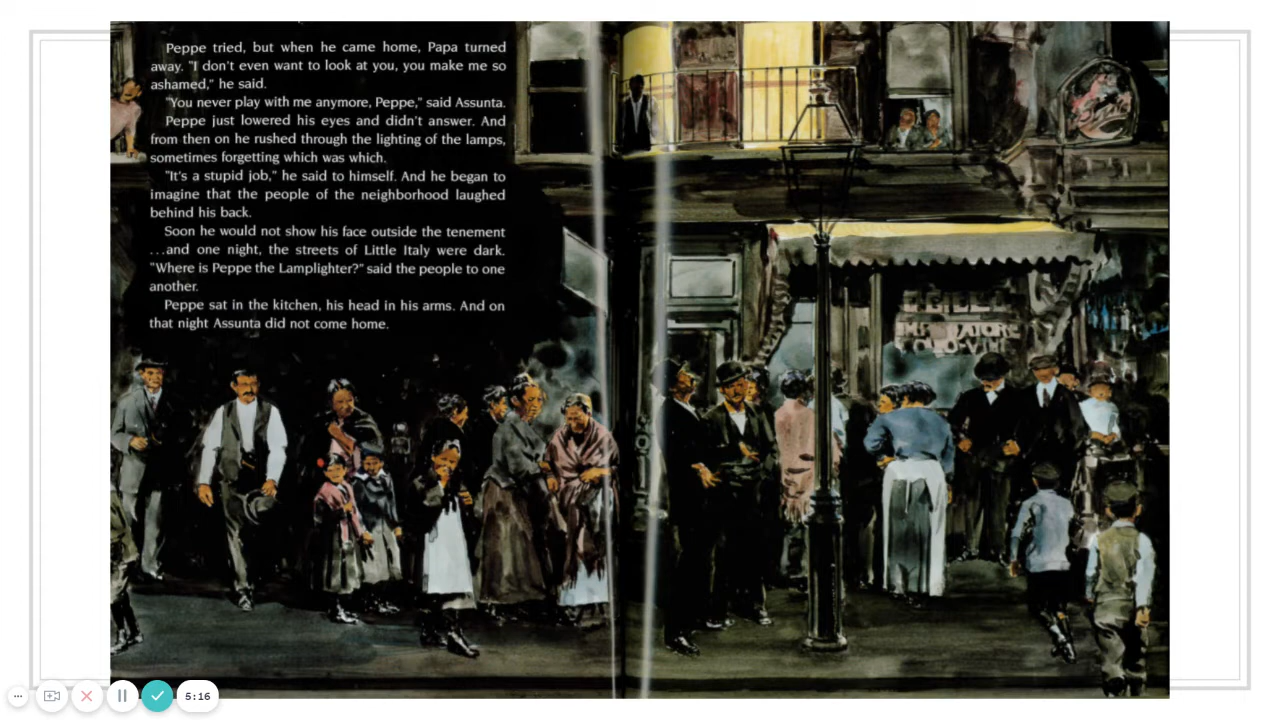 Peppe tried, but when he came home, Papa turned
away. "I don't even want to look at you, you make me so
ashamed," he said.
"You never play with me anymore, Peppe," said Assunta.
Peppe just lowered his eyes and didn't answer. And
from then on he rushed through the lighting of the lamps,
sometimes forgetting which was which.
"It's a stupid job," he said to himself. And he began to
imagine that the people of the neighborhood laughed
behind his back.
Soon he would not show his face outside the tenement
...and one night, the streets of Little Italy were dark.
"Where is Peppe the Lamplighter?" said the people to one
another.
Peppe sat in the kitchen, his head in his arms. And on
that night Assunta did not come home.
5:16